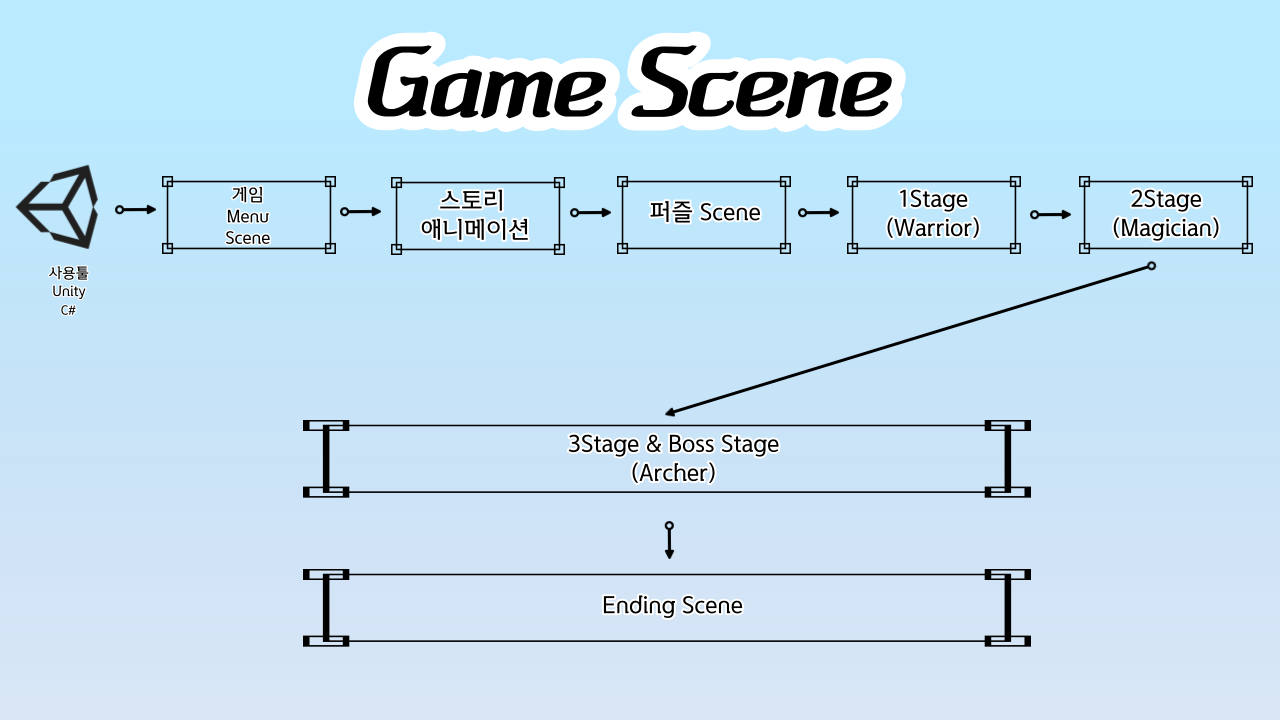 Game Scene
사용툴
Unity
C#
게임
Menu
Scene
스토리
애니메이션
퍼즐 Scene
1Stage
(Warrior)
2Stage
(Magician)
3Stage & Boss Stage
(Archer)
Ending Scene